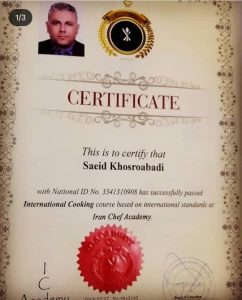 1/3
CERTIFICATE
This is to certify that
Saeid Khosroabadi
with National ID No. 3341310908 has successfully passed
International Cooking course based on international standards at
Iran Chef Academy
I
C
Academy